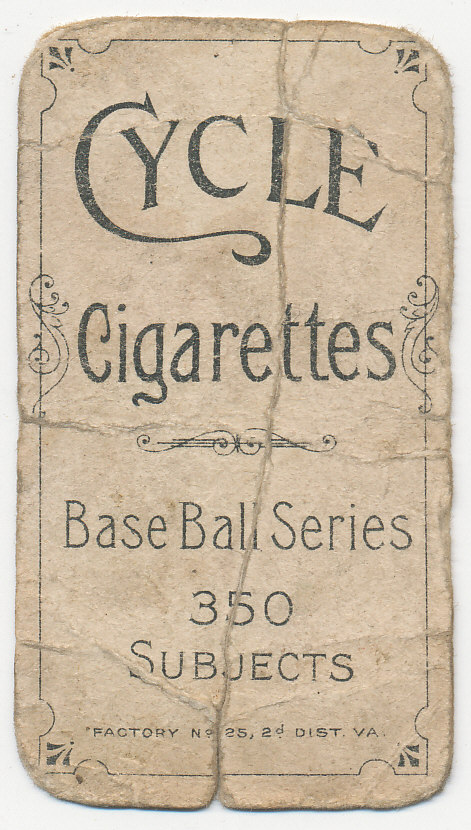 CYCLE
Cigarettes
Base Ball Series
350
SUBJECTS
FACTORY Nº 25, 2d DIST. VA.